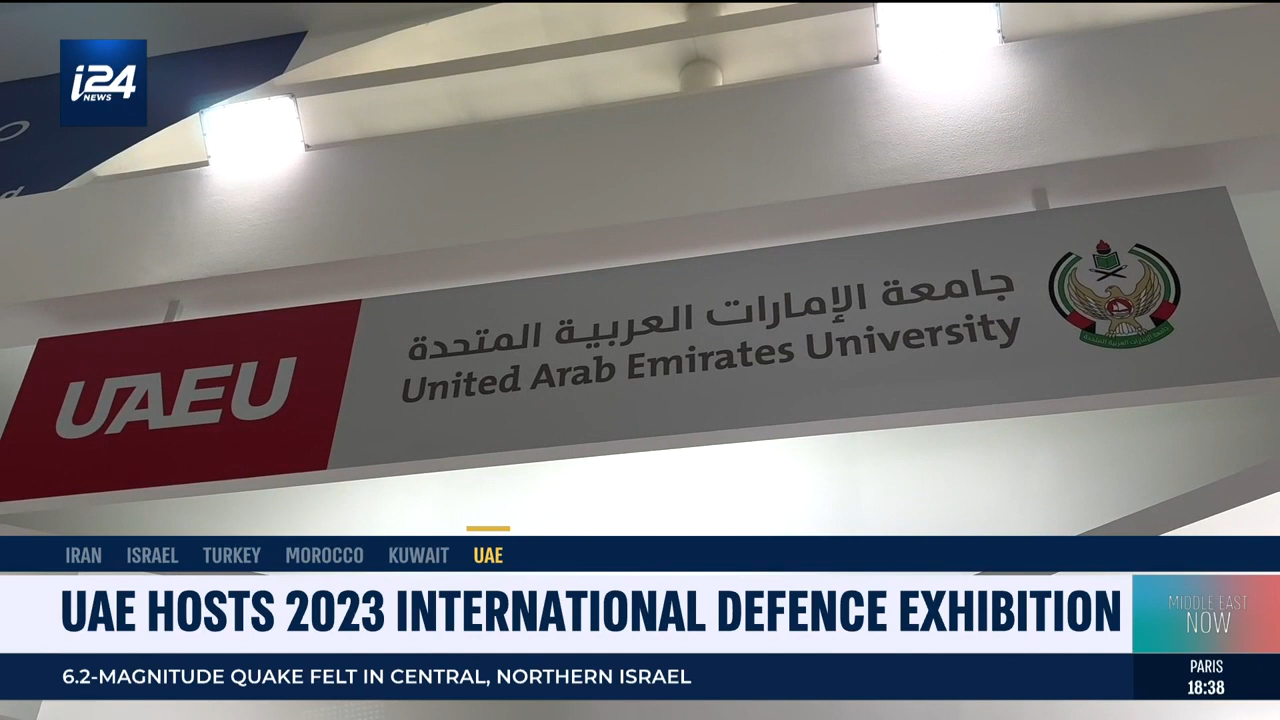 i24
NEWS
جامعة الإمارات العربية المتحدة
United Arab Emirates University
UAEU
IRAN ISRAEL TURKEY MOROCCO KUWAIT UAE
UAE HOSTS 2023 INTERNATIONAL DEFENCE EXHIBITION
MIDDLE EAST
NOW
6.2-MAGNITUDE QUAKE FELT IN CENTRAL, NORTHERN ISRAEL
PARIS
18:38